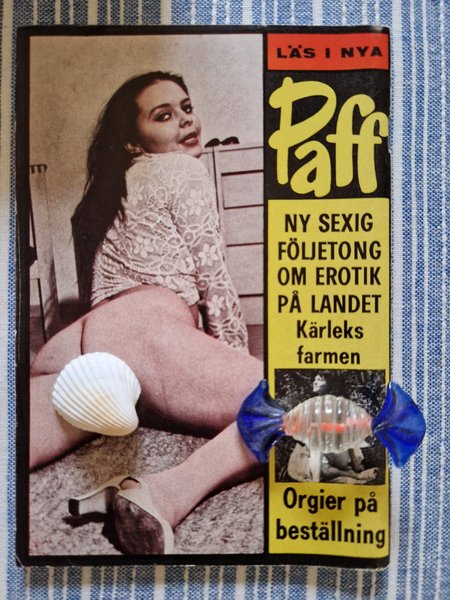 LÄS I NYA
Paff
NY SEXIG
FÖLJETONG
OM EROTIK
PÅ LANDET
Kärleks
farmen
Orgier på
beställning